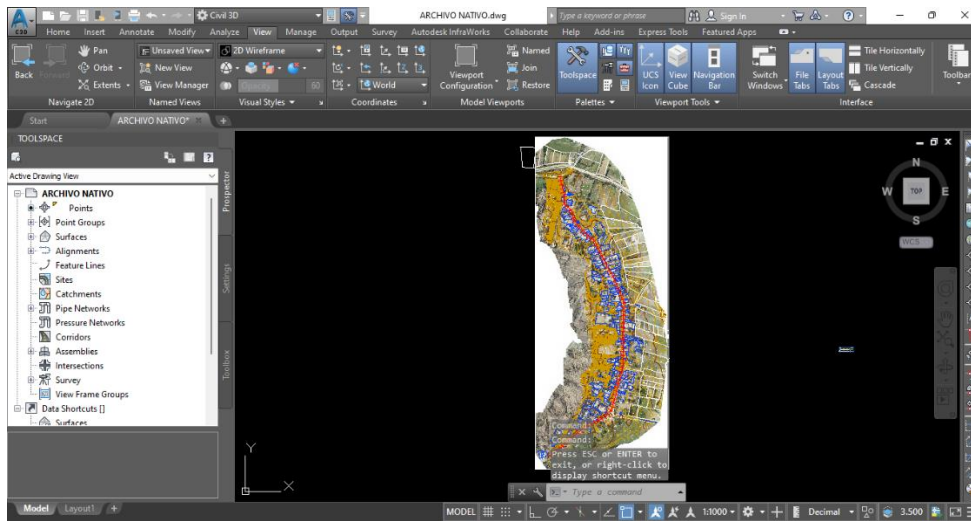 Civil 3D
ARCHIVO NATIVO.dwg
Type a keyword or phrase
Sign In
C3D
Home Insert Annotate Modify Analyze View Manage Output Survey Autodesk InfraWorks Collaborate Help Add-ins Express Tools Featured Apps
Back Forward
Pan
Orbit
Extents
Navigate 2D
Unsaved View
New View
View Manager
Named Views
2D Wireframe
Opacity 60
Visual Styles
World
Coordinates
Viewport Configuration
Named
Join
Restore
Model Viewports
Toolspace
Palettes
UCS Icon
View Cube
Navigation Bar
Viewport Tools
Switch Windows
File Tabs
Layout Tabs
Tile Horizontally
Tile Vertically
Cascade
Interface
Toolbar
Start
ARCHIVO NATIVO*
TOOLSPACE
Active Drawing View
ARCHIVO NATIVO
Points
Point Groups
Surfaces
Alignments
Feature Lines
Sites
Catchments
Pipe Networks
Pressure Networks
Corridors
Assemblies
Intersections
Survey
View Frame Groups
Data Shortcuts []
Surfaces
Prospector
Settings
Toolbox
N
W TOP E
S
WCS
Y
X
Command:
Command:
Press ESC or ENTER to
exit, or right-click to
display shortcut menu.
Type a command
Model Layout1 +
MODEL
1:1000
Decimal
3.500